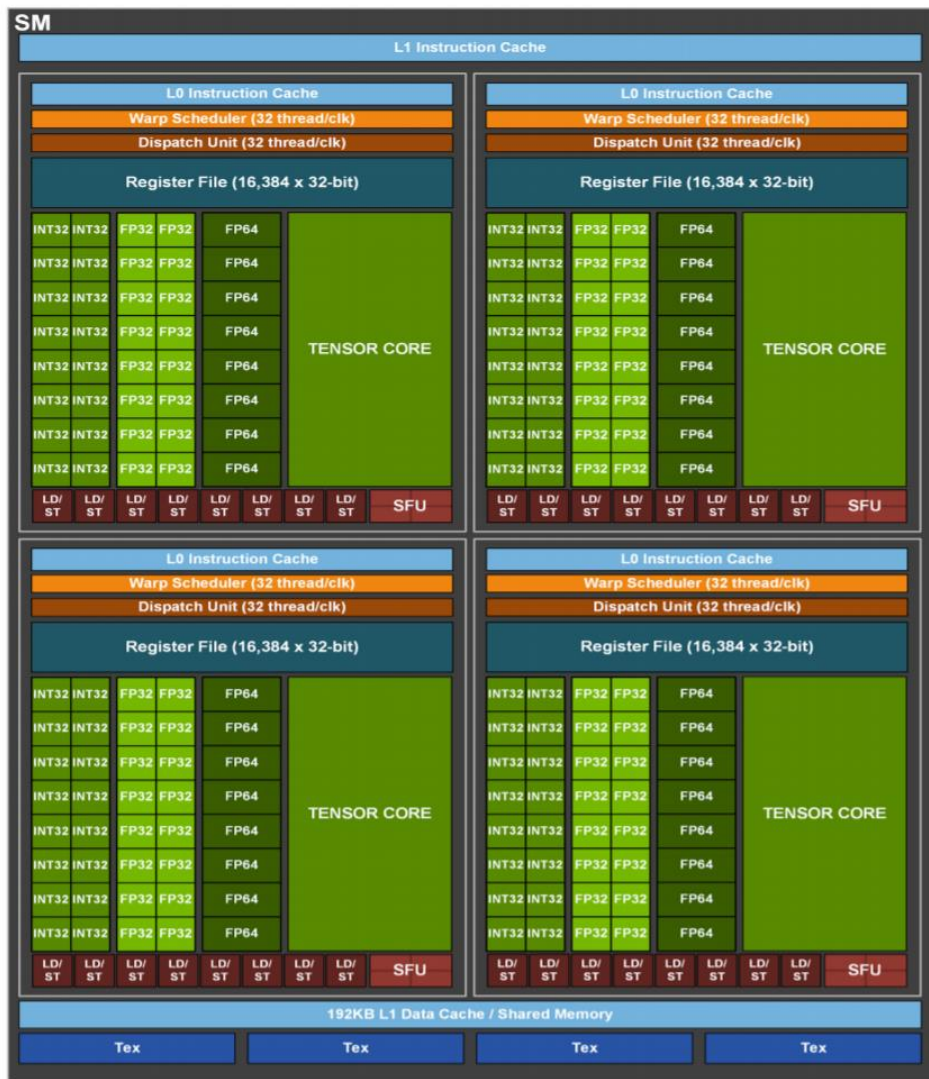 SM
L1 Instruction Cache
L0 Instruction Cache
Warp Scheduler (32 thread/clk)
Dispatch Unit (32 thread/clk)
Register File (16,384 x 32-bit)
INT32 INT32 FP32 FP32 FP64
INT32 INT32 FP32 FP32 FP64
INT32 INT32 FP32 FP32 FP64
INT32 INT32 FP32 FP32 FP64
TENSOR CORE
INT32 INT32 FP32 FP32 FP64
INT32 INT32 FP32 FP32 FP64
INT32 INT32 FP32 FP32 FP64
INT32 INT32 FP32 FP32 FP64
LD/ LD/ LD/ LD/ LD/ LD/ LD/ LD/
ST ST ST ST ST ST ST ST
SFU
L0 Instruction Cache
Warp Scheduler (32 thread/clk)
Dispatch Unit (32 thread/clk)
Register File (16,384 x 32-bit)
INT32 INT32 FP32 FP32 FP64
INT32 INT32 FP32 FP32 FP64
INT32 INT32 FP32 FP32 FP64
INT32 INT32 FP32 FP32 FP64
TENSOR CORE
INT32 INT32 FP32 FP32 FP64
INT32 INT32 FP32 FP32 FP64
INT32 INT32 FP32 FP32 FP64
INT32 INT32 FP32 FP32 FP64
LD/ LD/ LD/ LD/ LD/ LD/ LD/ LD/
ST ST ST ST ST ST ST ST
SFU
L0 Instruction Cache
Warp Scheduler (32 thread/clk)
Dispatch Unit (32 thread/clk)
Register File (16,384 x 32-bit)
INT32 INT32 FP32 FP32 FP64
INT32 INT32 FP32 FP32 FP64
INT32 INT32 FP32 FP32 FP64
INT32 INT32 FP32 FP32 FP64
TENSOR CORE
INT32 INT32 FP32 FP32 FP64
INT32 INT32 FP32 FP32 FP64
INT32 INT32 FP32 FP32 FP64
INT32 INT32 FP32 FP32 FP64
LD/ LD/ LD/ LD/ LD/ LD/ LD/ LD/
ST ST ST ST ST ST ST ST
SFU
L0 Instruction Cache
Warp Scheduler (32 thread/clk)
Dispatch Unit (32 thread/clk)
Register File (16,384 x 32-bit)
INT32 INT32 FP32 FP32 FP64
INT32 INT32 FP32 FP32 FP64
INT32 INT32 FP32 FP32 FP64
INT32 INT32 FP32 FP32 FP64
TENSOR CORE
INT32 INT32 FP32 FP32 FP64
INT32 INT32 FP32 FP32 FP64
INT32 INT32 FP32 FP32 FP64
INT32 INT32 FP32 FP32 FP64
LD/ LD/ LD/ LD/ LD/ LD/ LD/ LD/
ST ST ST ST ST ST ST ST
SFU
192KB L1 Data Cache / Shared Memory
Tex Tex Tex Tex